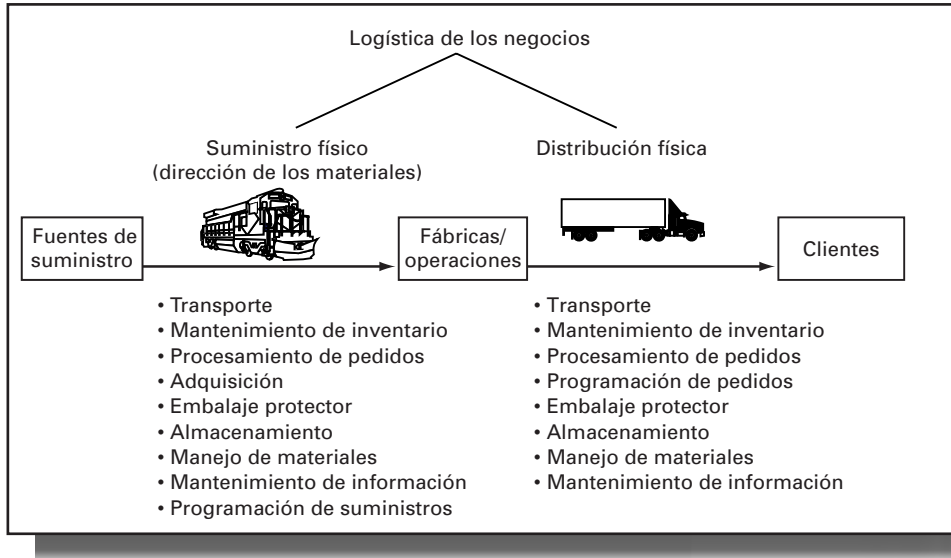 Logística de los negocios
Suministro físico
(dirección de los materiales)
Distribución física
Fuentes de
suministro
Fábricas/
operaciones
Clientes
• Transporte
• Mantenimiento de inventario
• Procesamiento de pedidos
• Adquisición
• Embalaje protector
• Almacenamiento
• Manejo de materiales
• Mantenimiento de información
• Programación de suministros
• Transporte
• Mantenimiento de inventario
• Procesamiento de pedidos
• Programación de pedidos
• Embalaje protector
• Almacenamiento
• Manejo de materiales
• Mantenimiento de información